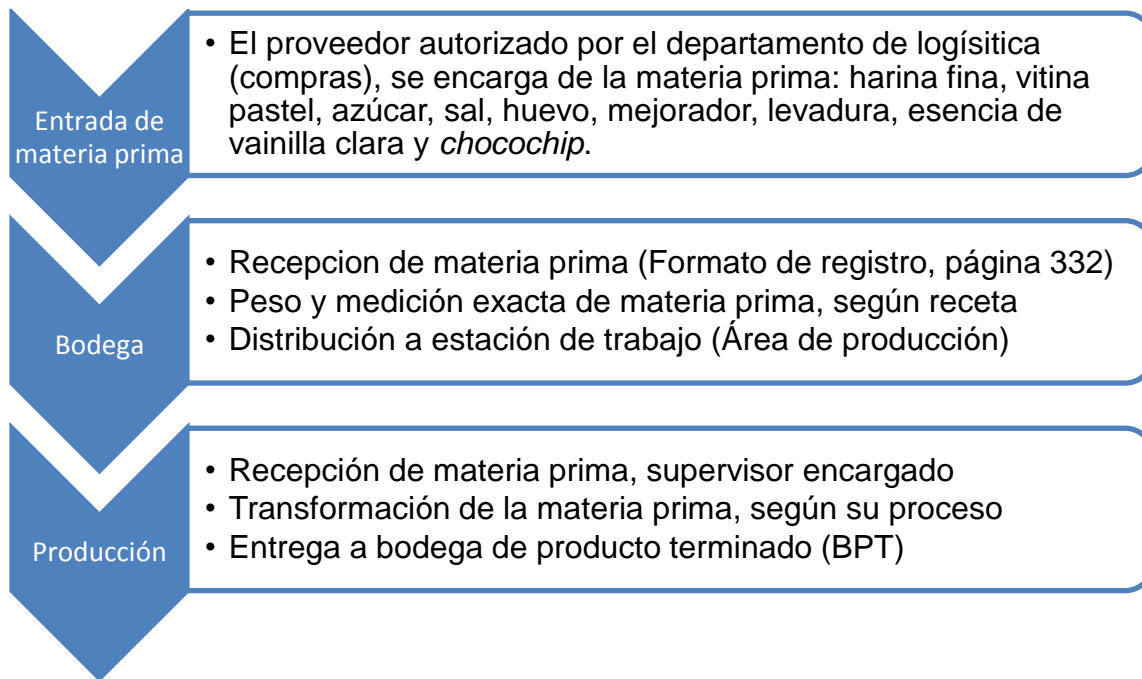 Entrada de
materia prima
• El proveedor autorizado por el departamento de logísitica
(compras), se encarga de la materia prima: harina fina, vitina
pastel, azúcar, sal, huevo, mejorador, levadura, esencia de
vainilla clara y chocochip.
Bodega
• Recepcion de materia prima (Formato de registro, página 332)
• Peso y medición exacta de materia prima, según receta
• Distribución a estación de trabajo (Área de producción)
Producción
• Recepción de materia prima, supervisor encargado
• Transformación de la materia prima, según su proceso
• Entrega a bodega de producto terminado (BPT)